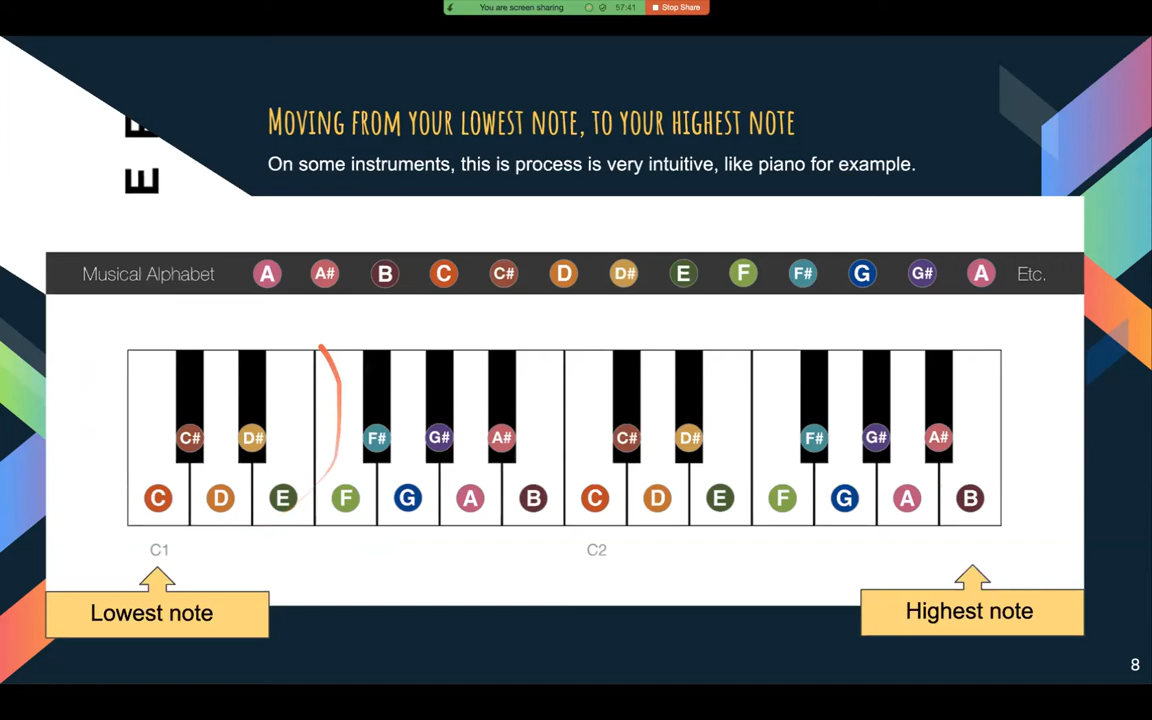 You are screen sharing 57:41 Stop Share
MOVING FROM YOUR LOWEST NOTE, TO YOUR HIGHEST NOTE
On some instruments, this is process is very intuitive, like piano for example.
E
Musical Alphabet A A# B C C# D D# E F F# G G# A Etc.
C# D# F# G# A# C# D# F# G# A#
C D E F G A B C D E F G A B
C1 C2
Lowest note Highest note
8